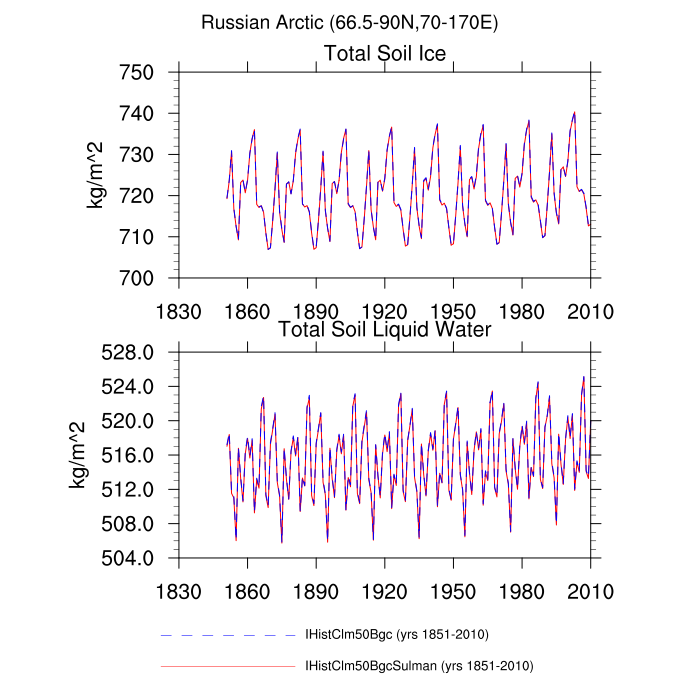 Russian Arctic (66.5-90N,70-170E)
Total Soil Ice
750
740
730
720
710
700
kg/m^2
1830 1860 1890 1920 1950 1980 2010
Total Soil Liquid Water
528.0
524.0
520.0
516.0
512.0
508.0
504.0
kg/m^2
1830 1860 1890 1920 1950 1980 2010
IHistClm50Bgc (yrs 1851-2010)
IHistClm50BgcSulman (yrs 1851-2010)